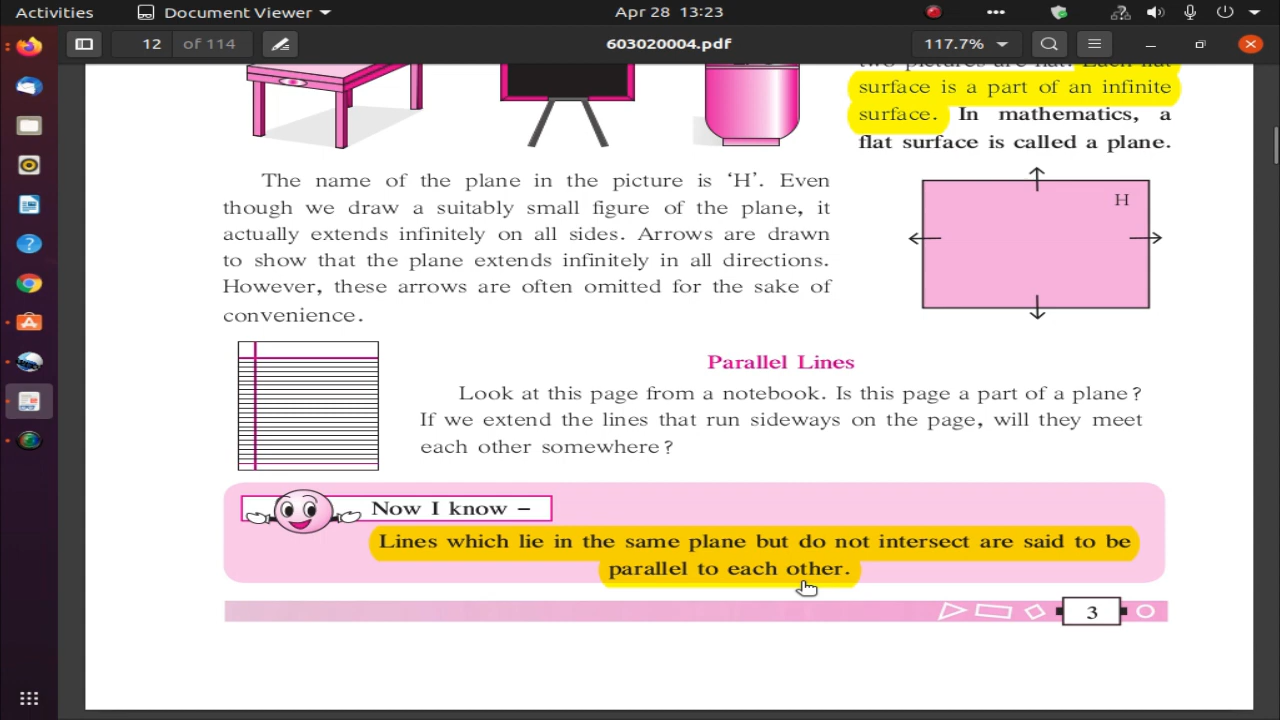 Activities
Document Viewer
Apr 28 13:23
12
of 114
603020004.pdf
117.7%
two pictures are flat. Each flat
surface is a part of an infinite
surface. In mathematics, a
flat surface is called a plane.
The name of the plane in the picture is ‘H’. Even
though we draw a suitably small figure of the plane, it
actually extends infinitely on all sides. Arrows are drawn
to show that the plane extends infinitely in all directions.
However, these arrows are often omitted for the sake of
convenience.
H
Parallel Lines
Look at this page from a notebook. Is this page a part of a plane?
If we extend the lines that run sideways on the page, will they meet
each other somewhere?
Now I know –
Lines which lie in the same plane but do not intersect are said to be
parallel to each other.
3